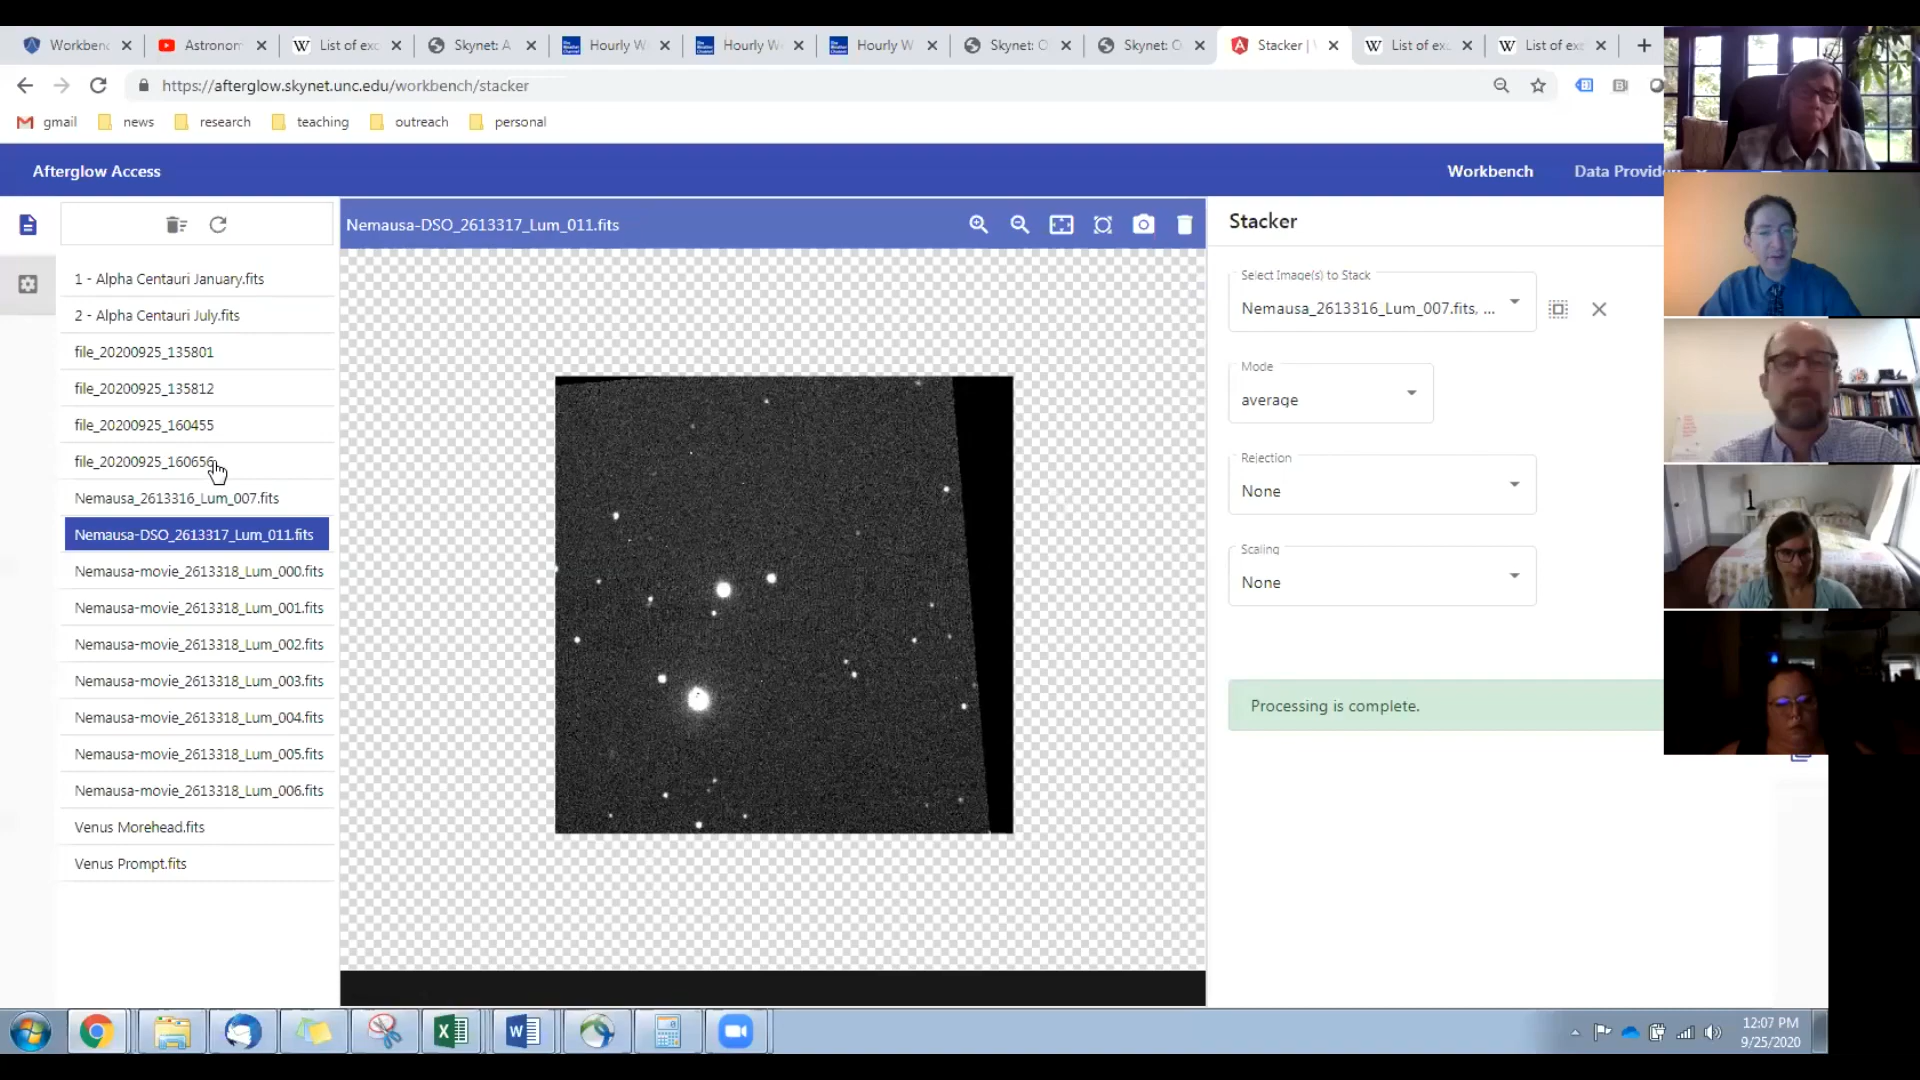 Workbenc
Astronom
List of exc
Skynet: A
Hourly W
Hourly W
Hourly W
Skynet: O
Skynet: O
Stacker |
List of ex
List of ex
https://afterglow.skynet.unc.edu/workbench/stacker
gmail
news
research
teaching
outreach
personal
Afterglow Access
Workbench
Data Provid
Nemausa-DSO_2613317_Lum_011.fits
1 - Alpha Centauri January.fits
2 - Alpha Centauri July.fits
file_20200925_135801
file_20200925_135812
file_20200925_160455
file_20200925_160656
Nemausa_2613316_Lum_007.fits
Nemausa-DSO_2613317_Lum_011.fits
Nemausa-movie_2613318_Lum_000.fits
Nemausa-movie_2613318_Lum_001.fits
Nemausa-movie_2613318_Lum_002.fits
Nemausa-movie_2613318_Lum_003.fits
Nemausa-movie_2613318_Lum_004.fits
Nemausa-movie_2613318_Lum_005.fits
Nemausa-movie_2613318_Lum_006.fits
Venus Morehead.fits
Venus Prompt.fits
Stacker
Select Image(s) to Stack
Nemausa_2613316_Lum_007.fits, ...
Mode
average
Rejection
None
Scaling
None
Processing is complete.
12:07 PM
9/25/2020